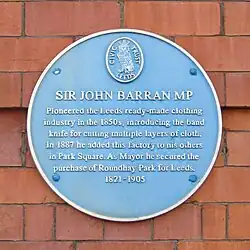 CIVIC TRUST
LEEDS
SIR JOHN BARRAN MP
Pioneered the Leeds ready-made clothing
industry in the 1850s, introducing the band
knife for cutting multiple layers of cloth.
In 1887 he added this factory to his others
in Park Square. As Mayor he secured the
purchase of Roundhay Park for Leeds.
1821-1905